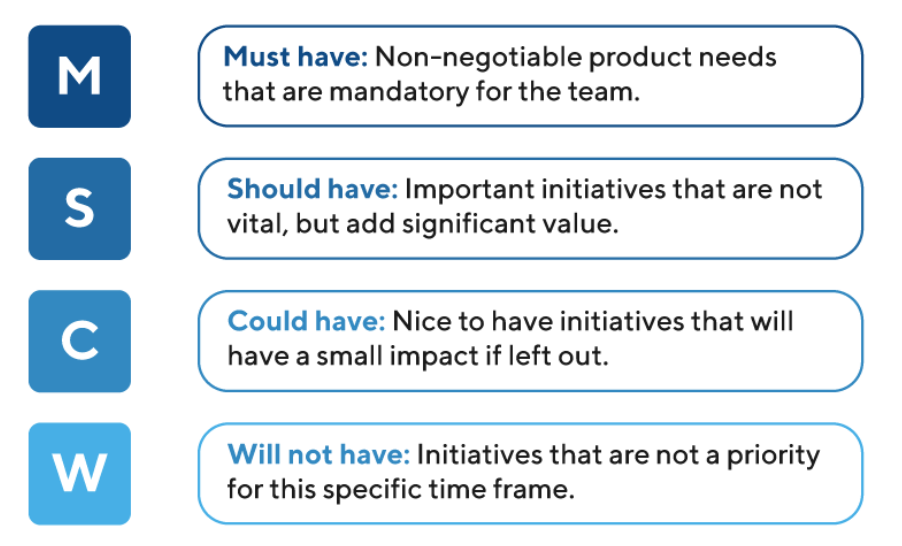 M
Must have: Non-negotiable product needs
that are mandatory for the team.
S
Should have: Important initiatives that are not
vital, but add significant value.
C
Could have: Nice to have initiatives that will
have a small impact if left out.
W
Will not have: Initiatives that are not a priority
for this specific time frame.